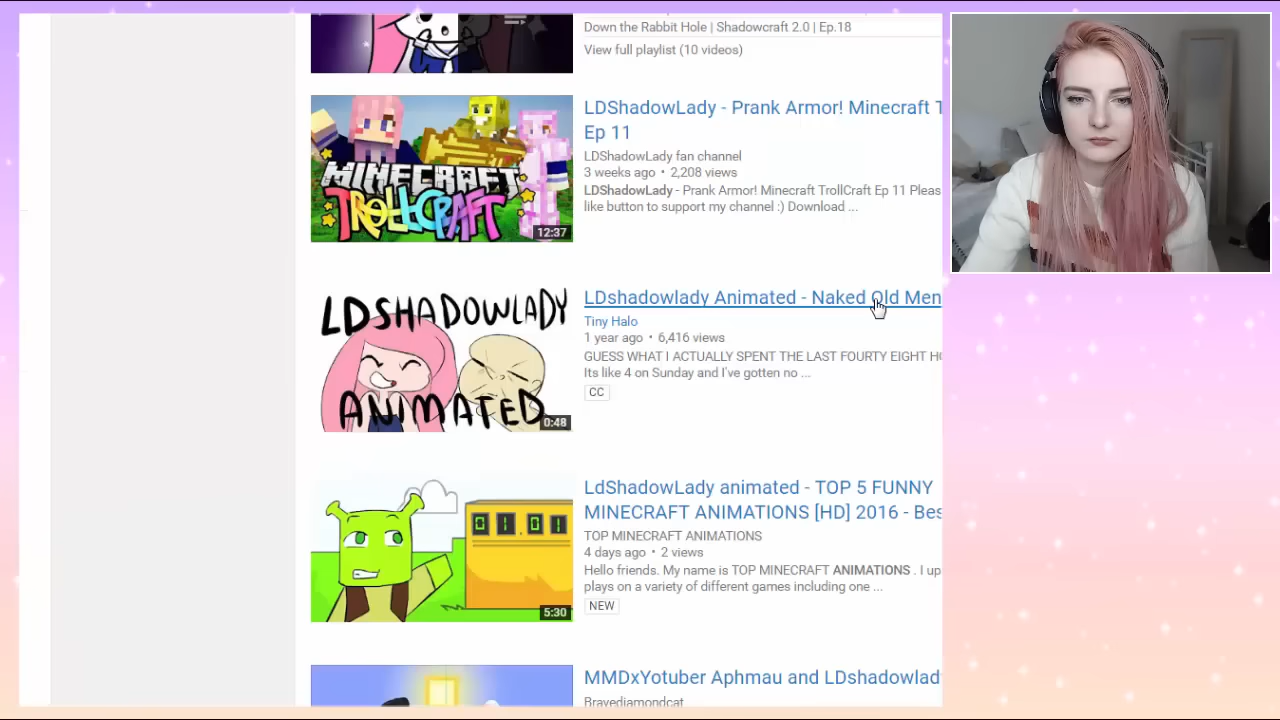 Down the Rabbit Hole | Shadowcraft 2.0 | Ep.18
View full playlist (10 videos)
LDShadowLady - Prank Armor! Minecraft T
Ep 11
LDShadowLady fan channel
3 weeks ago • 2,208 views
LDShadowLady - Prank Armor! Minecraft TrollCraft Ep 11 Pleas
like button to support my channel :) Download ...
MINECRAFT
TROLLCRAFT
12:37
LDshadowlady Animated - Naked Old Men
Tiny Halo
1 year ago • 6,416 views
GUESS WHAT I ACTUALLY SPENT THE LAST FOURTY EIGHT HO
Its like 4 on Sunday and I've gotten no ...
CC
LDSHADOWLADY
ANIMATED
0:48
LdShadowLady animated - TOP 5 FUNNY
MINECRAFT ANIMATIONS [HD] 2016 - Bes
TOP MINECRAFT ANIMATIONS
4 days ago • 2 views
Hello friends. My name is TOP MINECRAFT ANIMATIONS . I up
plays on a variety of different games including one ...
NEW
01.01
5:30
MMDxYotuber Aphmau and LDshadowlad
Bravediamondcat